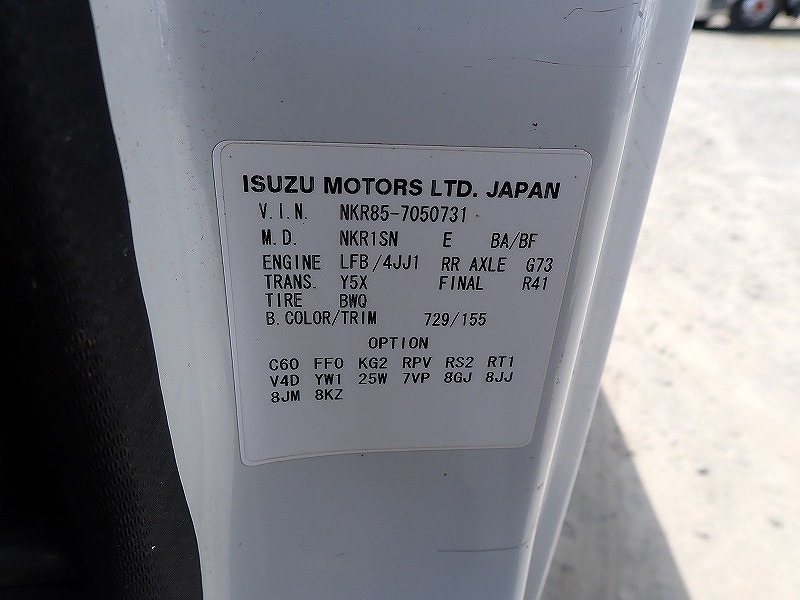 ISUZU MOTORS LTD. JAPAN
V.I.N. NKR85-7050731
M.D. NKR1SN E BA/BF
ENGINE LFB/4JJ1 RR AXLE G73
TRANS. Y5X FINAL R41
TIRE BWQ
B.COLOR/TRIM 729/155
OPTION
C60 FF0 KG2 RPV RS2 RT1
V4D YW1 25W 7VP 8GJ 8JJ
8JM 8KZ